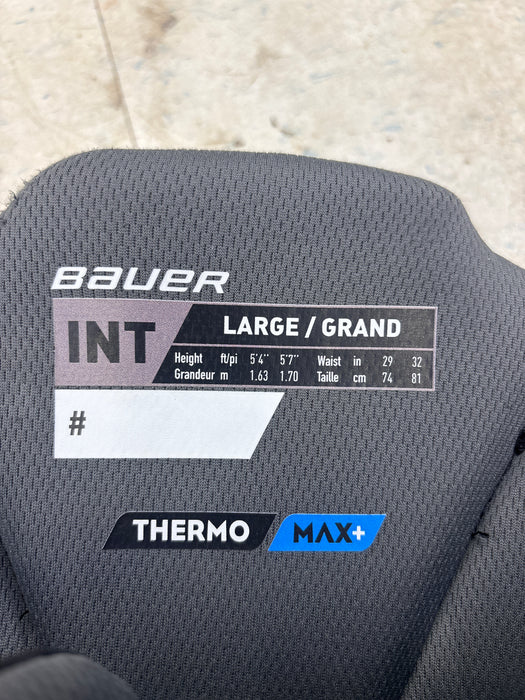 BAUER
INT
LARGE / GRAND
Height ft/pi 5'4'' 5'7'' Waist in 29 32
Grandeur m 1.63 1.70 Taille cm 74 81
#
THERMO MAX+